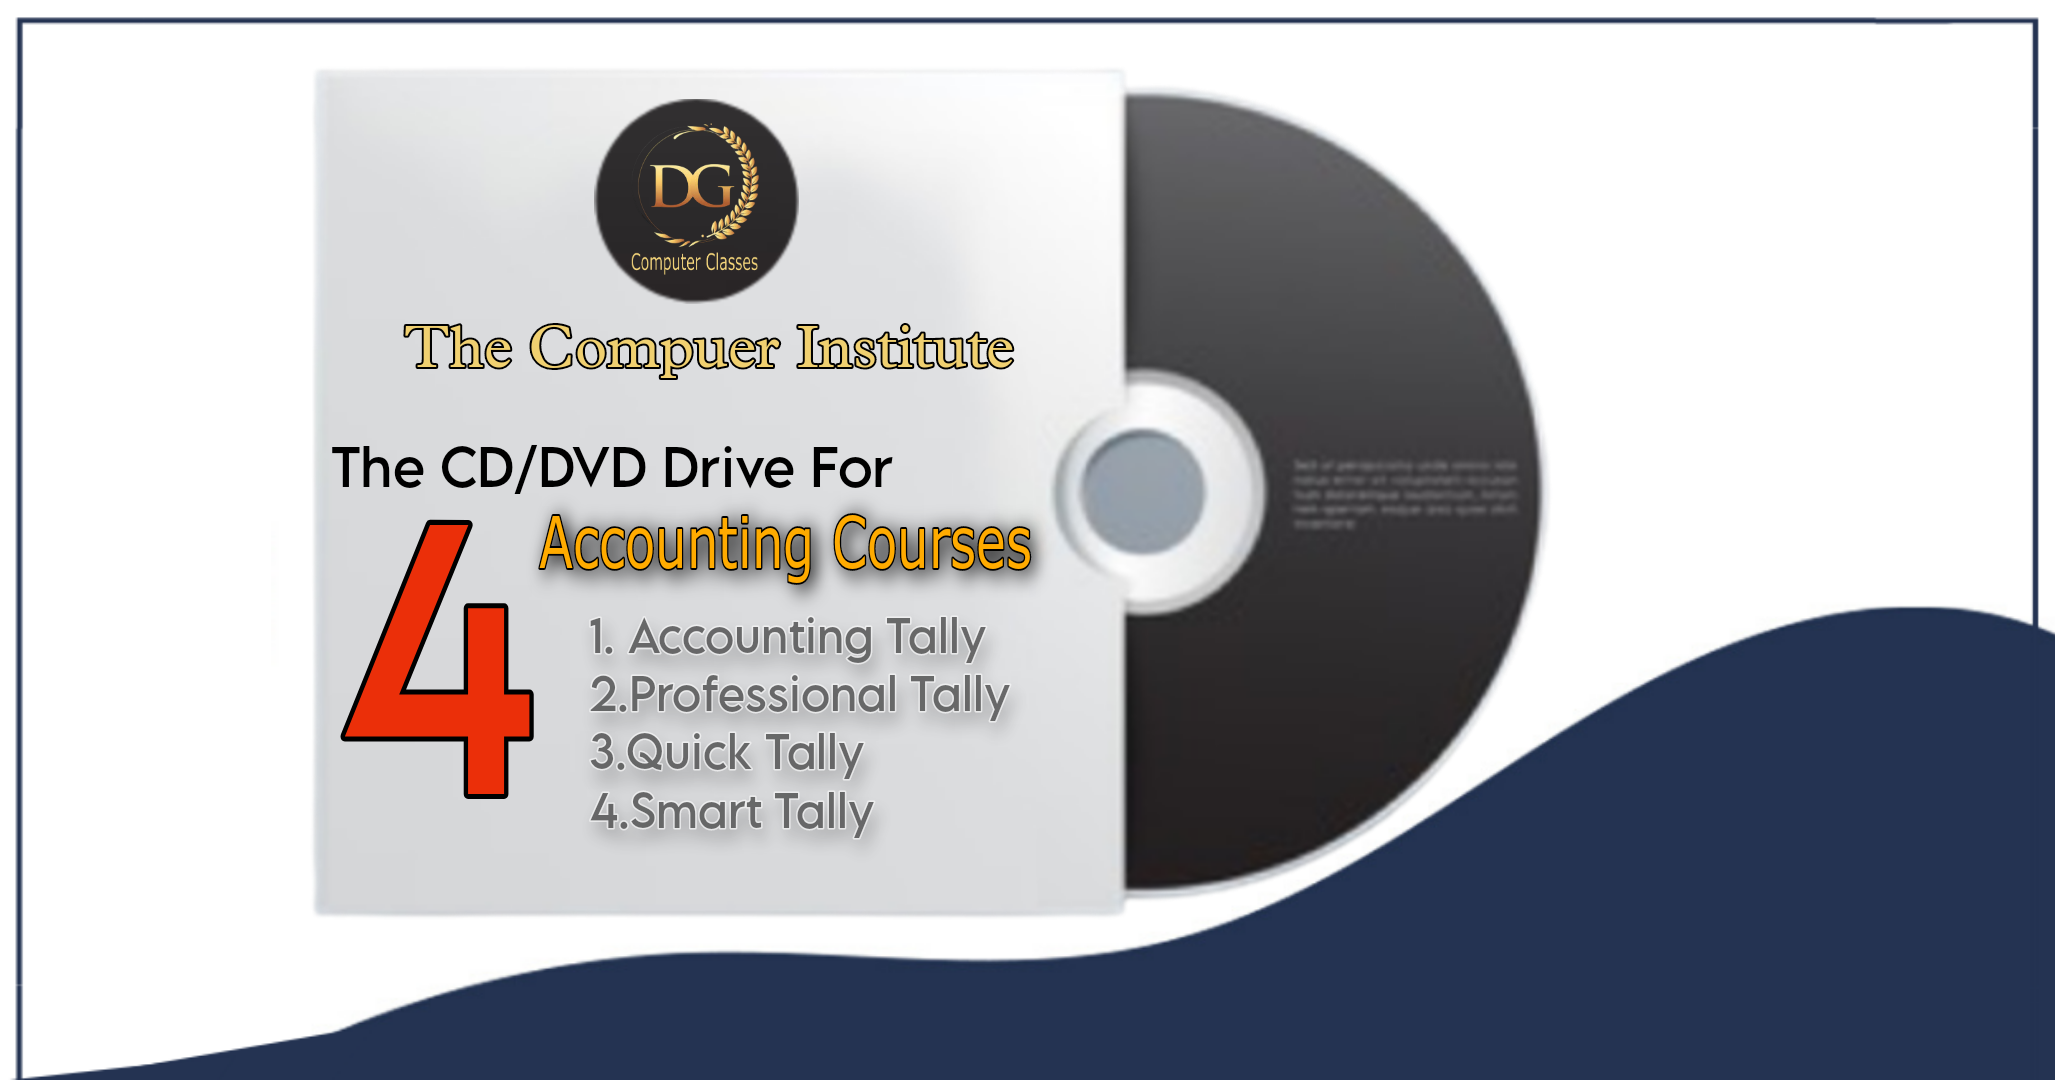 DG
Computer Classes
The Compuer Institute
The CD/DVD Drive For
4
Accounting Courses
1. Accounting Tally
2.Professional Tally
3.Quick Tally
4.Smart Tally